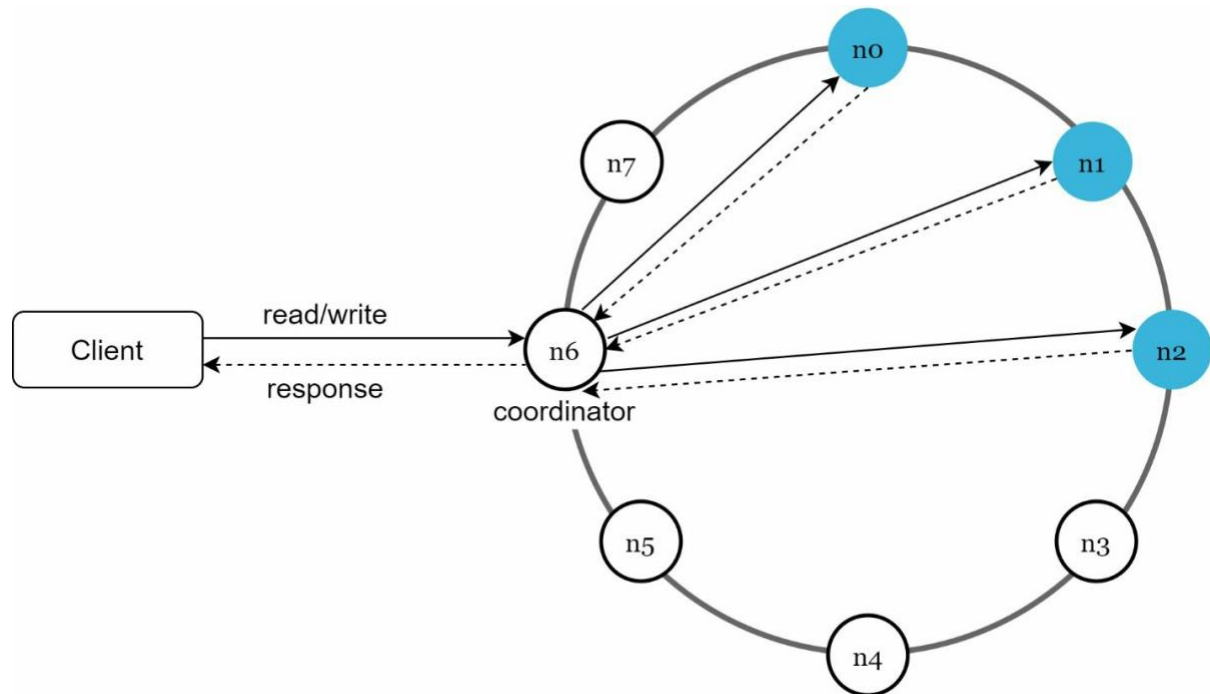 n0
n1
n7
read/write
Client
n6
n2
response
coordinator
n5
n3
n4